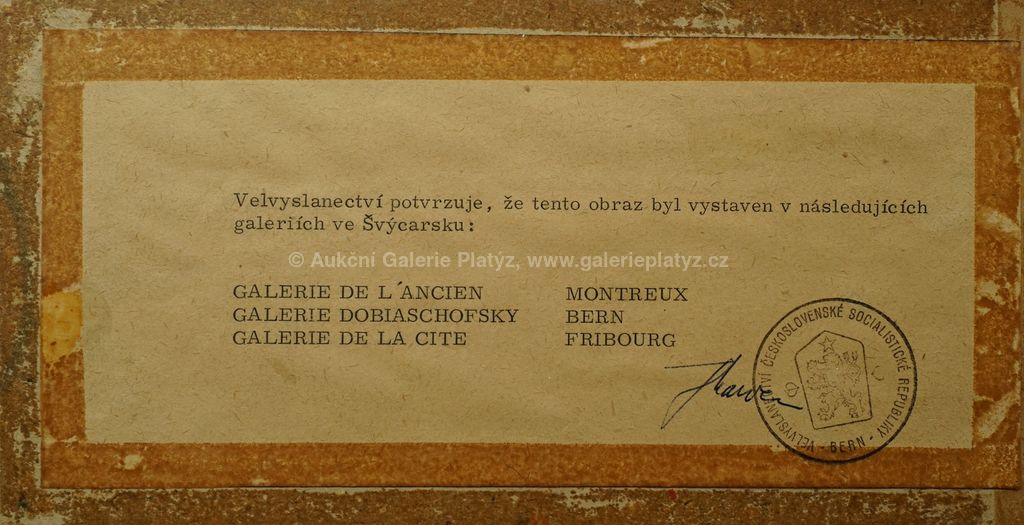 Velvyslanectví potvrzuje, že tento obraz byl vystaven v následujících
galeriích ve Švýcarsku:
© Aukční Galerie Platýz, www.galerieplatyz.cz
GALERIE DE L´ANCIEN MONTREUX
GALERIE DOBIASCHOFSKY BERN
GALERIE DE LA CITE FRIBOURG
VELVYSLANECTVÍ ČESKOSLOVENSKÉ SOCIALISTICKÉ REPUBLIKY
- BERN -